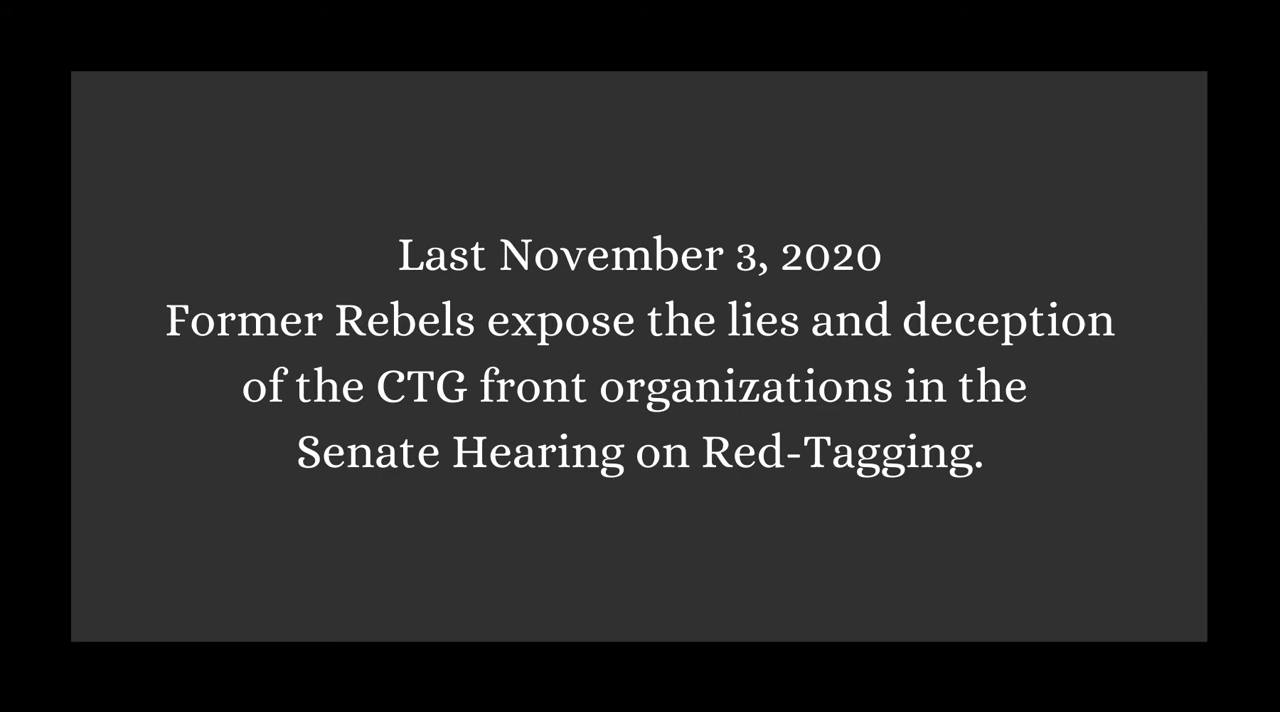 Last November 3, 2020
Former Rebels expose the lies and deception
of the CTG front organizations in the
Senate Hearing on Red-Tagging.